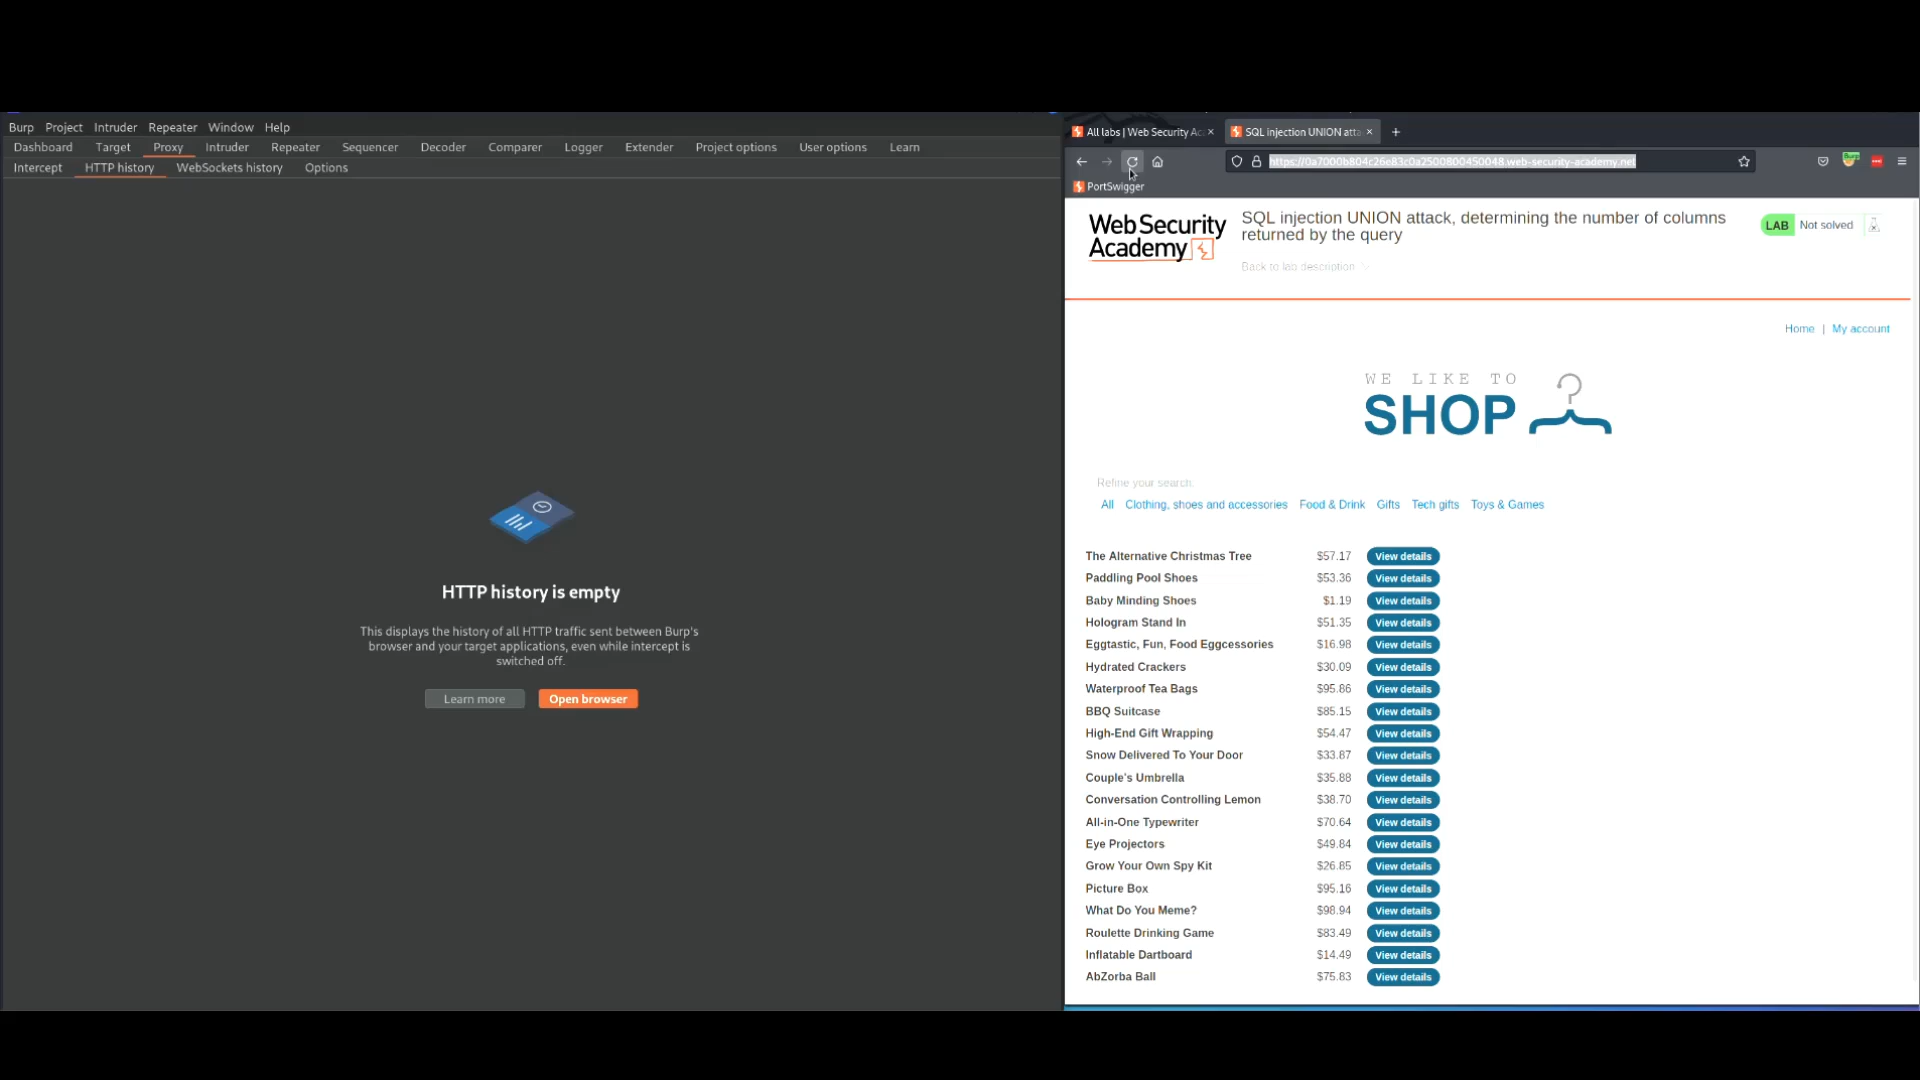 Burp Project Intruder Repeater Window Help
Dashboard Target Proxy Intruder Repeater Sequencer Decoder Comparer Logger Extender Project options User options Learn
Intercept HTTP history WebSockets history Options
HTTP history is empty
This displays the history of all HTTP traffic sent between Burp's
browser and your target applications, even while intercept is
switched off.
Learn more Open browser
All labs | Web Security Ac SQL injection UNION atta
https://0a7000b804c26e83c0a2500800450048.web-security-academy.net
PortSwigger
WebSecurity
Academy
SQL injection UNION attack, determining the number of columns
returned by the query
Back to lab description
LAB Not solved
Home | My account
WE LIKE TO
SHOP
Refine your search:
All Clothing, shoes and accessories Food & Drink Gifts Tech gifts Toys & Games
The Alternative Christmas Tree $57.17 View details
Paddling Pool Shoes $53.36 View details
Baby Minding Shoes $1.19 View details
Hologram Stand In $51.35 View details
Eggtastic, Fun, Food Eggcessories $16.98 View details
Hydrated Crackers $30.09 View details
Waterproof Tea Bags $95.86 View details
BBQ Suitcase $85.15 View details
High-End Gift Wrapping $54.47 View details
Snow Delivered To Your Door $33.87 View details
Couple's Umbrella $35.88 View details
Conversation Controlling Lemon $38.70 View details
All-in-One Typewriter $70.64 View details
Eye Projectors $49.84 View details
Grow Your Own Spy Kit $26.85 View details
Picture Box $95.16 View details
What Do You Meme? $98.94 View details
Roulette Drinking Game $83.49 View details
Inflatable Dartboard $14.49 View details
AbZorba Ball $75.83 View details